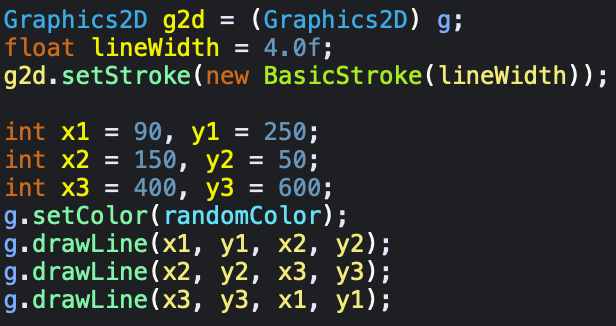 Graphics2D g2d = (Graphics2D) g;
float lineWidth = 4.0f;
g2d.setStroke(new BasicStroke(lineWidth));

int x1 = 90, y1 = 250;
int x2 = 150, y2 = 50;
int x3 = 400, y3 = 600;
g.setColor(randomColor);
g.drawLine(x1, y1, x2, y2);
g.drawLine(x2, y2, x3, y3);
g.drawLine(x3, y3, x1, y1);